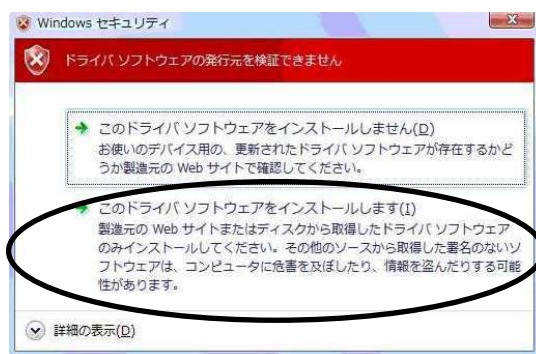 Windows セキュリティ
ドライバ ソフトウェアの発行元を検証できません
このドライバ ソフトウェアをインストールしません(D)
お使いのデバイス用の、更新されたドライバ ソフトウェアが存在するかど
うか製造元の Web サイトで確認してください。
このドライバ ソフトウェアをインストールします(I)
製造元の Web サイトまたはディスクから取得したドライバ ソフトウェア
のみインストールしてください。その他のソースから取得した署名のないソ
フトウェアは、コンピュータに危害を及ぼしたり、情報を盗んだりする可能
性があります。
詳細の表示(D)